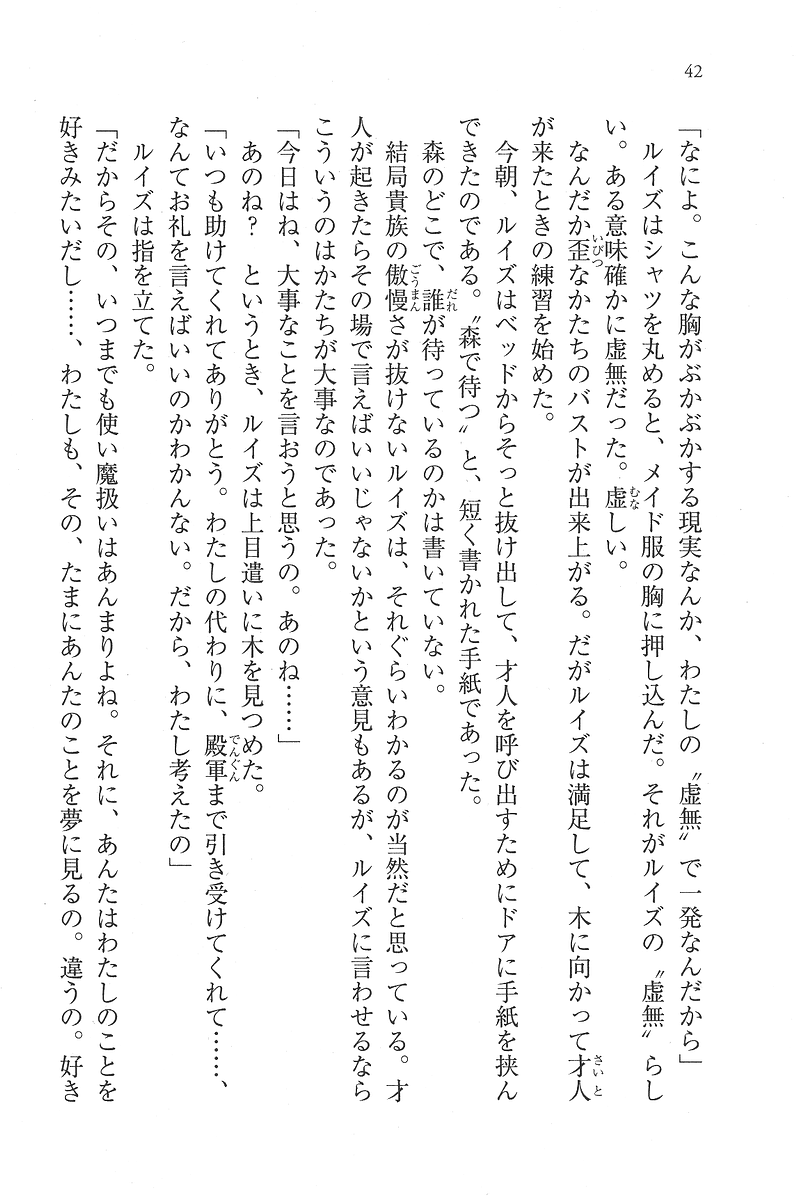 42
「なによ。こんな胸がぶかぶかする現実なんか、わたしの〝虚無〟で一発なんだから」
　ルイズはシャツを丸めると、メイド服の胸に押し込んだ。それがルイズの〝虚無〟らし
い。ある意味確かに虚無だった。虚しい。
　なんだか歪なかたちのバストが出来上がる。だがルイズは満足して、木に向かって才人
が来たときの練習を始めた。
　今朝、ルイズはベッドからそっと抜け出して、才人を呼び出すためにドアに手紙を挟ん
できたのである。〝森で待つ〟と、短く書かれた手紙であった。
　森のどこで、誰が待っているのかは書いていない。
　結局貴族の傲慢さが抜けないルイズは、それぐらいわかるのが当然だと思っている。才
人が起きたらその場で言えばいいじゃないかという意見もあるが、ルイズに言わせるなら
こういうのはかたちが大事なのであった。
「今日はね、大事なことを言おうと思うの。あのね……」
　あのね？　というとき、ルイズは上目遣いに木を見つめた。
「いつも助けてくれてありがとう。わたしの代わりに、殿軍まで引き受けてくれて……、
なんてお礼を言えばいいのかわかんない。だから、わたし考えたの」
　ルイズは指を立てた。
「だからその、いつまでも使い魔扱いはあんまりよね。それに、あんたはわたしのことを
好きみたいだし……、わたしも、その、たまにあんたのことを夢に見るの。違うの。好き